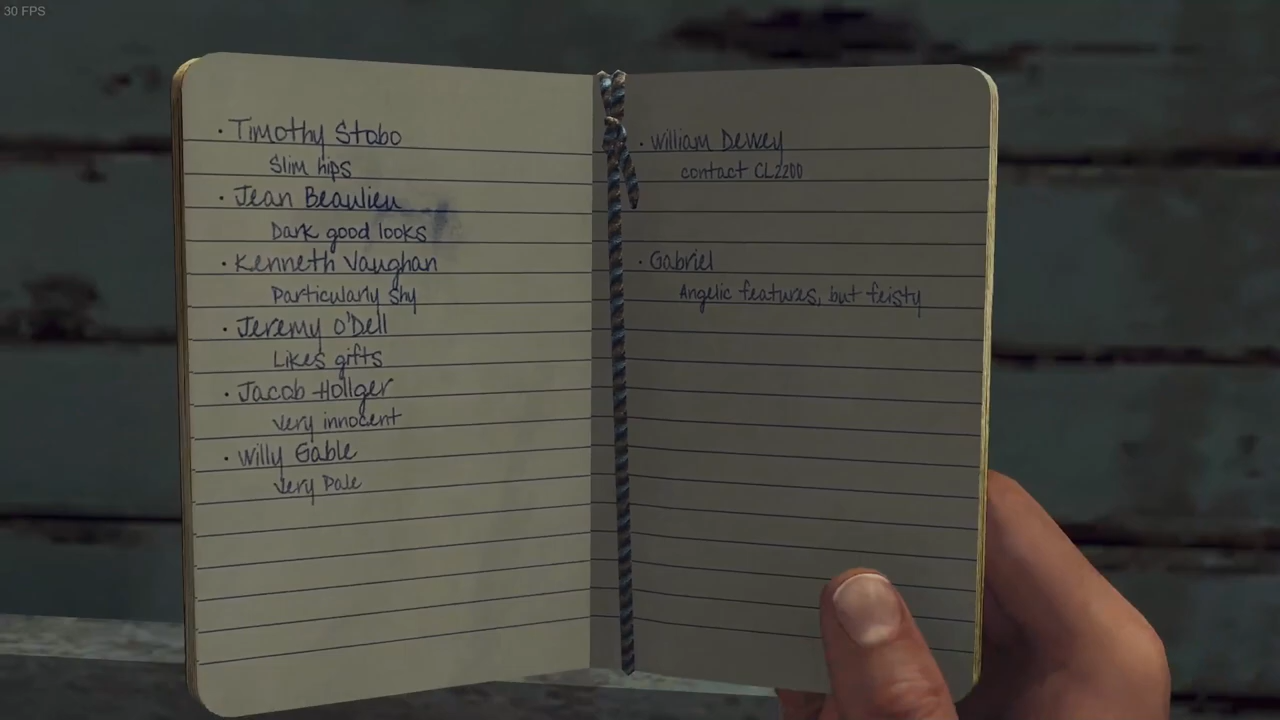 30 FPS
· Timothy Stobo
Slim hips
· Jean Beaulieu
Dark good looks
· Kenneth Vaughan
Particularly shy
· Jeremy O'Dell
Likes gifts
· Jacob Hollger
very innocent
· Willy Gable
Very Pale
· William Dewey
contact CL2200
· Gabriel
Angelic features, but feisty